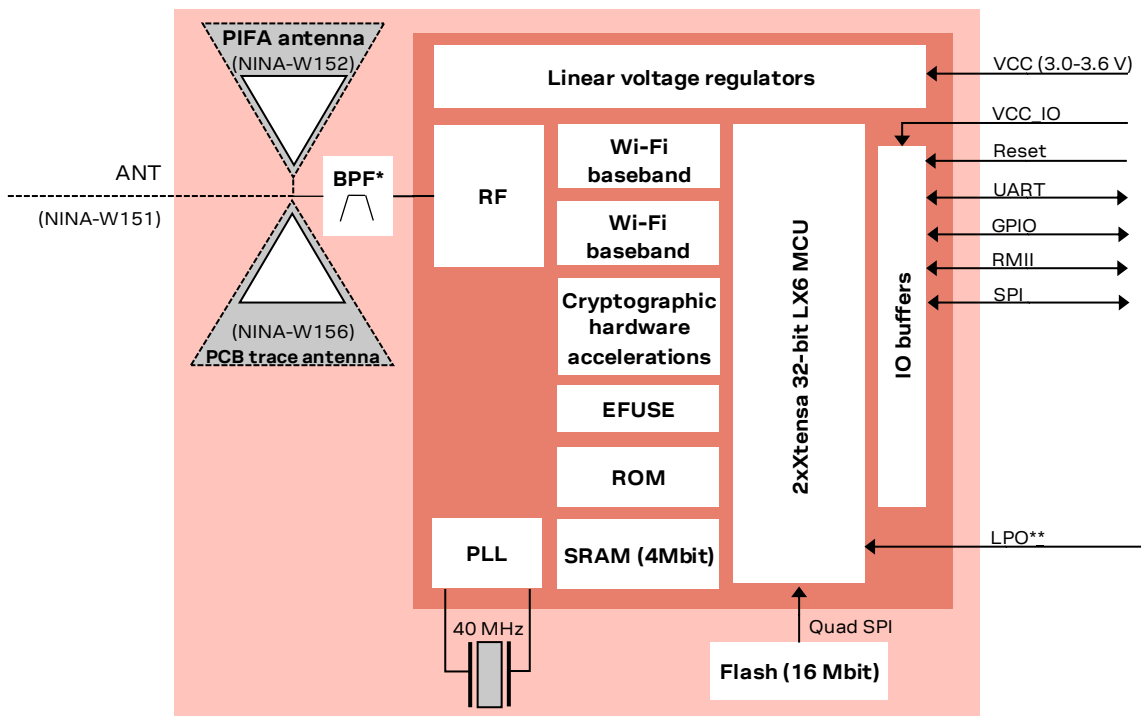 PIFA antenna
(NINA-W152)
Linear voltage regulators
VCC (3.0-3.6 V)
VCC_IO
Reset
UART
GPIO
RMII
SPI
ANT
(NINA-W151)
BPF*
RF
Wi-Fi
baseband
Wi-Fi
baseband
Cryptographic
hardware
accelerations
EFUSE
ROM
SRAM (4Mbit)
2xXtensa 32-bit LX6 MCU
IO buffers
(NINA-W156)
PCB trace antenna
LPO**
PLL
40 MHz
Quad SPI
Flash (16 Mbit)